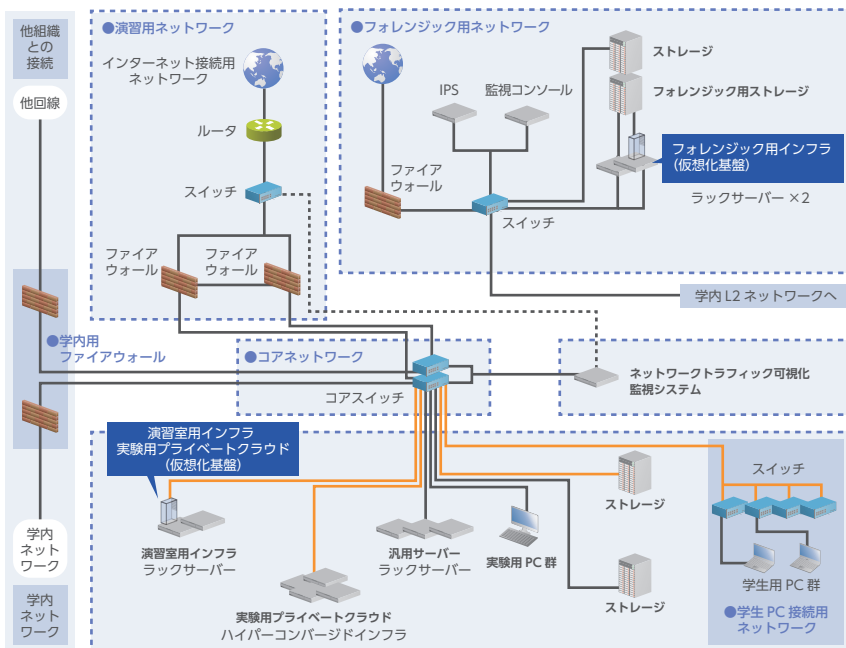 他組織
との
接続
他回線
●学内用
ファイアウォール
学内
ネット
ワーク
学内
ネット
ワーク
●演習用ネットワーク
インターネット接続用
ネットワーク
ルータ
スイッチ
ファイア
ウォール
ファイア
ウォール
●フォレンジック用ネットワーク
IPS
監視コンソール
ファイア
ウォール
スイッチ
ストレージ
フォレンジック用ストレージ
フォレンジック用インフラ
(仮想化基盤)
ラックサーバー ×2
学内 L2 ネットワークへ
●コアネットワーク
コアスイッチ
ネットワークトラフィック可視化
監視システム
演習室用インフラ
実験用プライベートクラウド
(仮想化基盤)
演習室用インフラ
ラックサーバー
実験用プライベートクラウド
ハイパーコンバージドインフラ
汎用サーバー
ラックサーバー
実験用 PC 群
ストレージ
ストレージ
スイッチ
学生用 PC 群
●学生 PC 接続用
ネットワーク